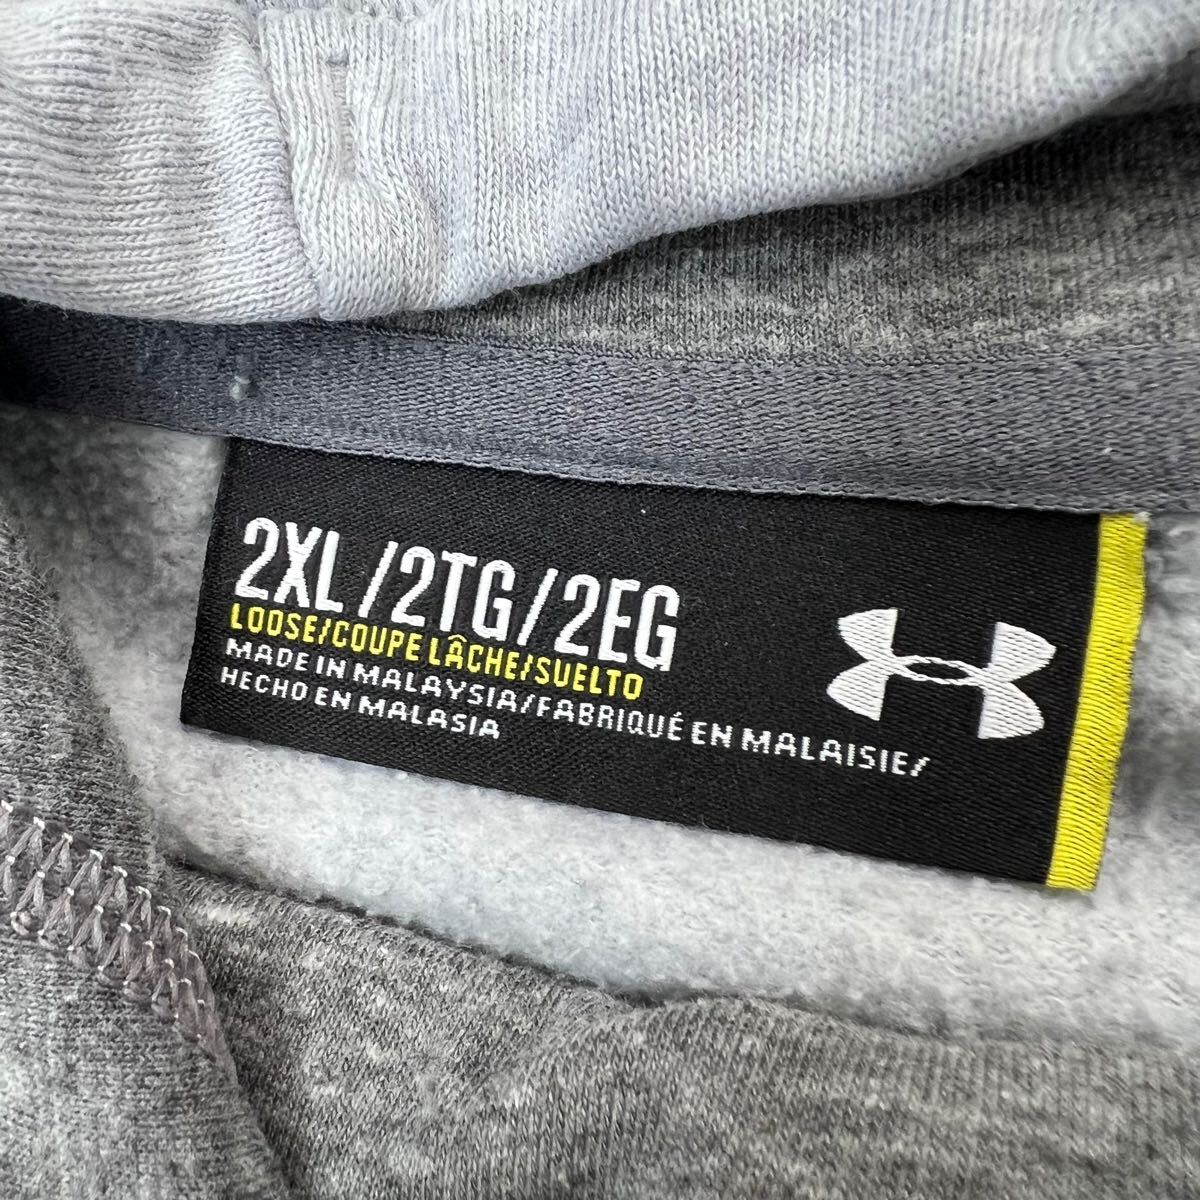 2XL/2TG/2EG
LOOSE/COUPE LÂCHE/SUELTO
MADE IN MALAYSIA/FABRIQUÉ EN MALAISIE/
HECHO EN MALASIA